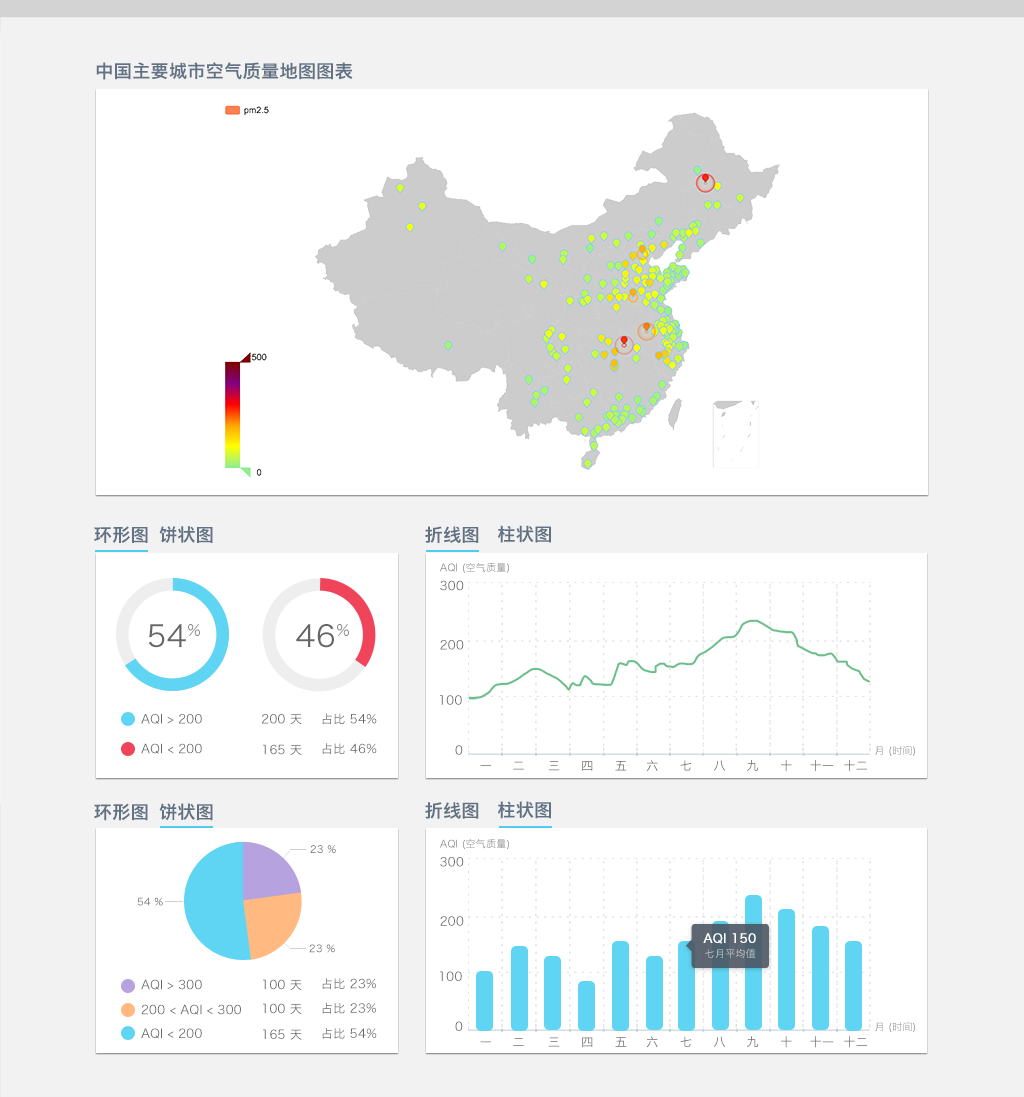 中国主要城市空气质量地图图表
pm2.5
500
0
环形图 饼状图
54%
46%
AQI > 200 200 天 占比 54%
AQI < 200 165 天 占比 46%
折线图 柱状图
AQI (空气质量)
300
200
100
0
月 (时间)
一 二 三 四 五 六 七 八 九 十 十一 十二
环形图 饼状图
23 %
54 %
23 %
AQI > 300 100 天 占比 23%
200 < AQI < 300 100 天 占比 23%
AQI < 200 165 天 占比 54%
折线图 柱状图
AQI (空气质量)
300
200
AQI 150
七月平均值
100
0
月 (时间)
一 二 三 四 五 六 七 八 九 十 十一 十二